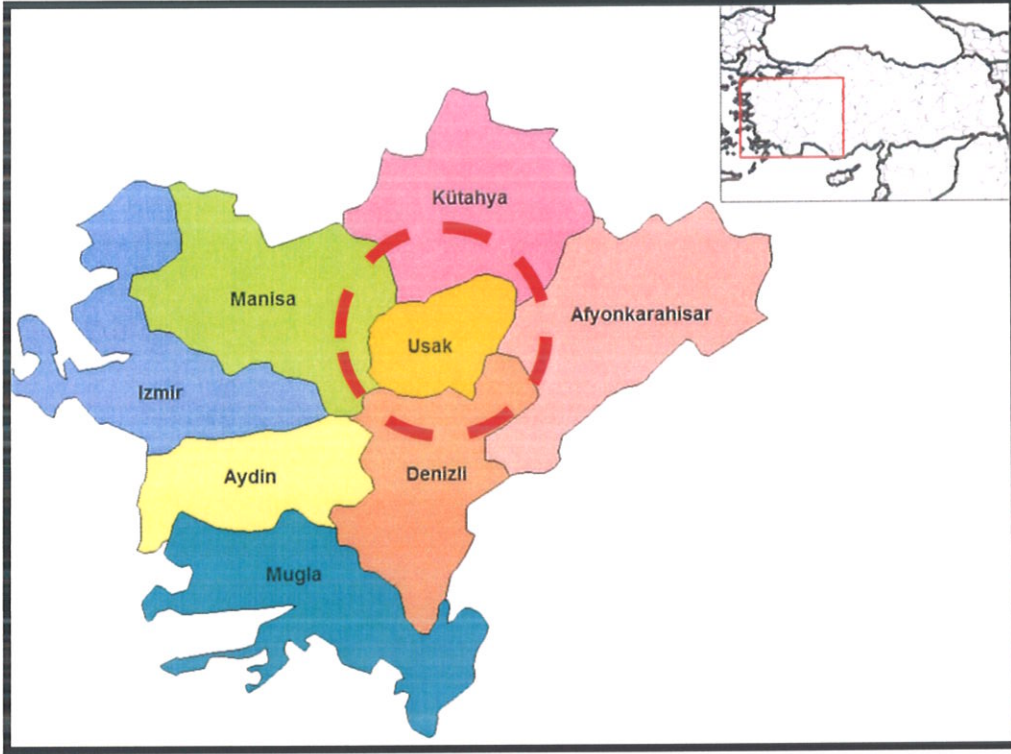 Kütahya
Manisa
Afyonkarahisar
Usak
Izmir
Aydin
Denizli
Mugla